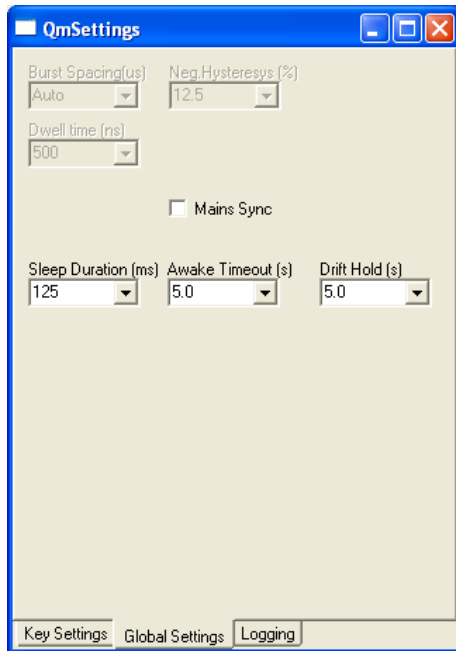 QmSettings
Burst Spacing(us) Neg.Hysteresys (%)
Auto 12.5
Dwell time (ns)
500
Mains Sync
Sleep Duration (ms) Awake Timeout (s) Drift Hold (s)
125 5.0 5.0
Key Settings Global Settings Logging